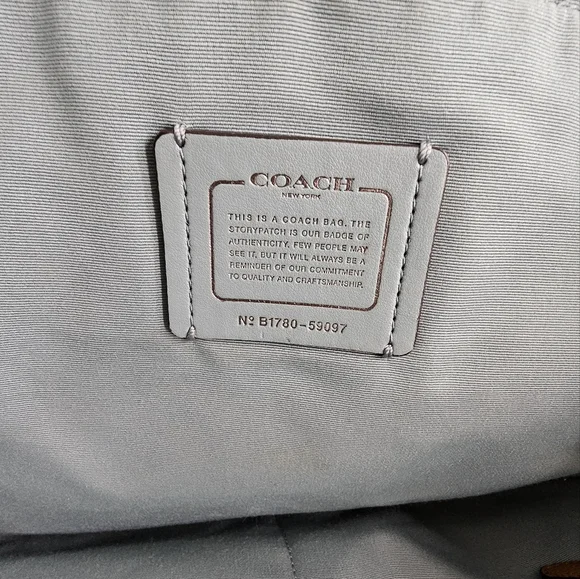 COACH
NEW YORK
THIS IS A COACH BAG. THE
STORYPATCH IS OUR BADGE OF
AUTHENTICITY. FEW PEOPLE MAY
SEE IT, BUT IT WILL ALWAYS BE A
REMINDER OF OUR COMMITMENT
TO QUALITY AND CRAFTSMANSHIP.
Nº B1780-59097